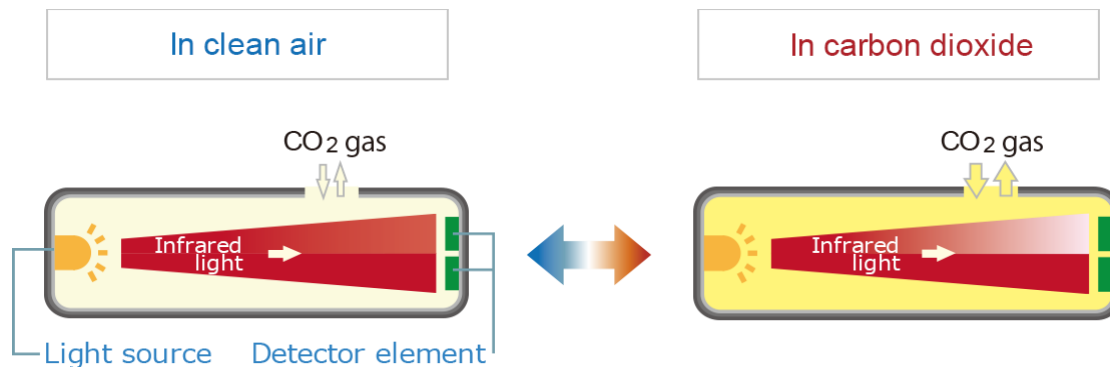 In clean air
In carbon dioxide
CO2 gas
CO2 gas
Infrared
light
Infrared
light
Light source
Detector element